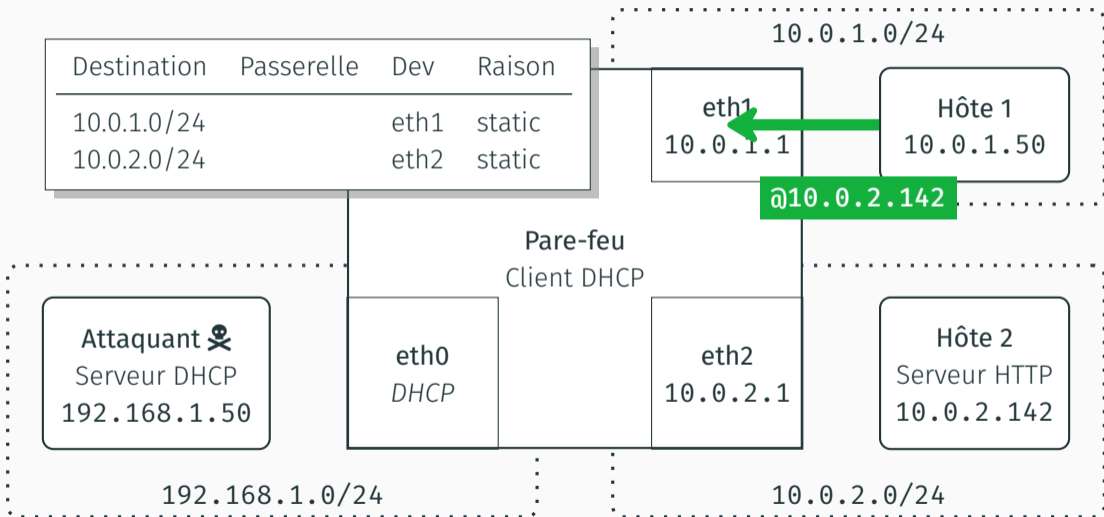 10.0.1.0/24
Destination Passerelle Dev Raison
10.0.1.0/24 eth1 static
10.0.2.0/24 eth2 static
eth1
10.0.1.1
Hôte 1
10.0.1.50
@10.0.2.142
Pare-feu
Client DHCP
Attaquant ☠
Serveur DHCP
192.168.1.50
eth0
DHCP
eth2
10.0.2.1
Hôte 2
Serveur HTTP
10.0.2.142
192.168.1.0/24
10.0.2.0/24